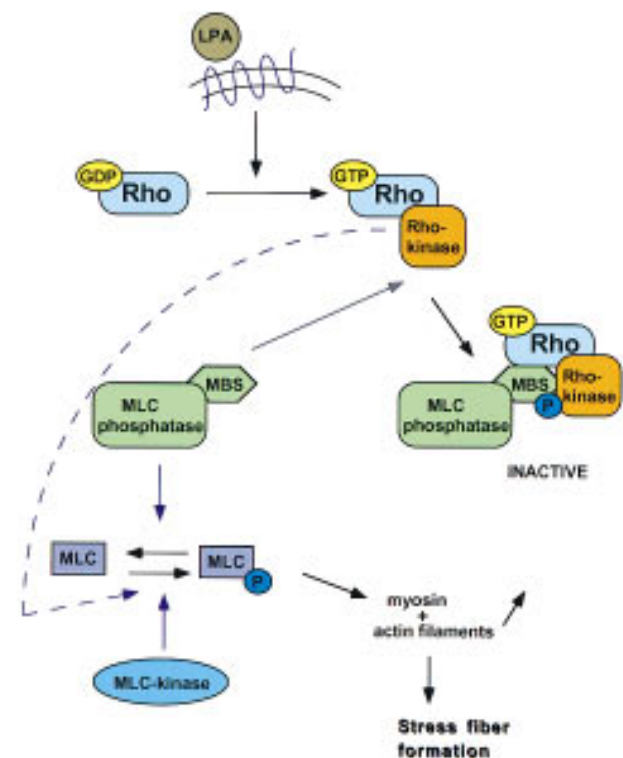 LPA
GDP
Rho
GTP
Rho
Rho-
kinase
GTP
Rho
MBS
MLC
phosphatase
MBS
P
Rho-
kinase
MLC
phosphatase
INACTIVE
MLC
MLC
P
myosin
+
actin filaments
MLC-kinase
Stress fiber
formation